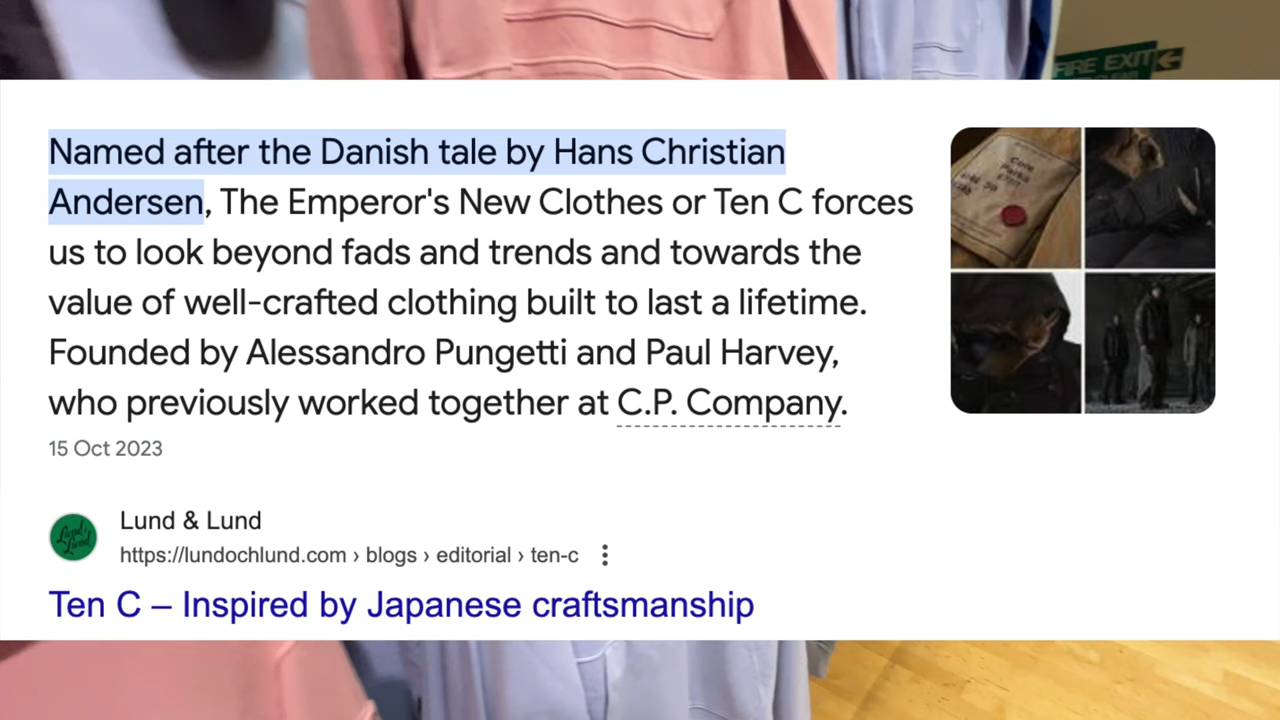 FIRE EXIT
Named after the Danish tale by Hans Christian
Andersen, The Emperor's New Clothes or Ten C forces
us to look beyond fads and trends and towards the
value of well-crafted clothing built to last a lifetime.
Founded by Alessandro Pungetti and Paul Harvey,
who previously worked together at C.P. Company.
15 Oct 2023
Lund & Lund
Lund & Lund
https://lundochlund.com › blogs › editorial › ten-c
Ten C – Inspired by Japanese craftsmanship